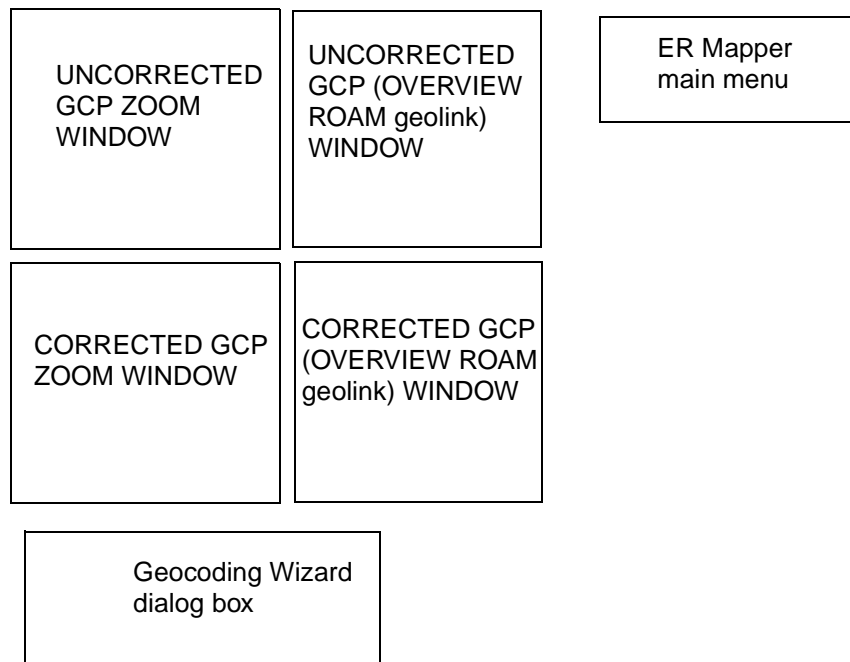 UNCORRECTED
GCP ZOOM
WINDOW
UNCORRECTED
GCP (OVERVIEW
ROAM geolink)
WINDOW
ER Mapper
main menu
CORRECTED GCP
ZOOM WINDOW
CORRECTED GCP
(OVERVIEW ROAM
geolink) WINDOW
Geocoding Wizard
dialog box